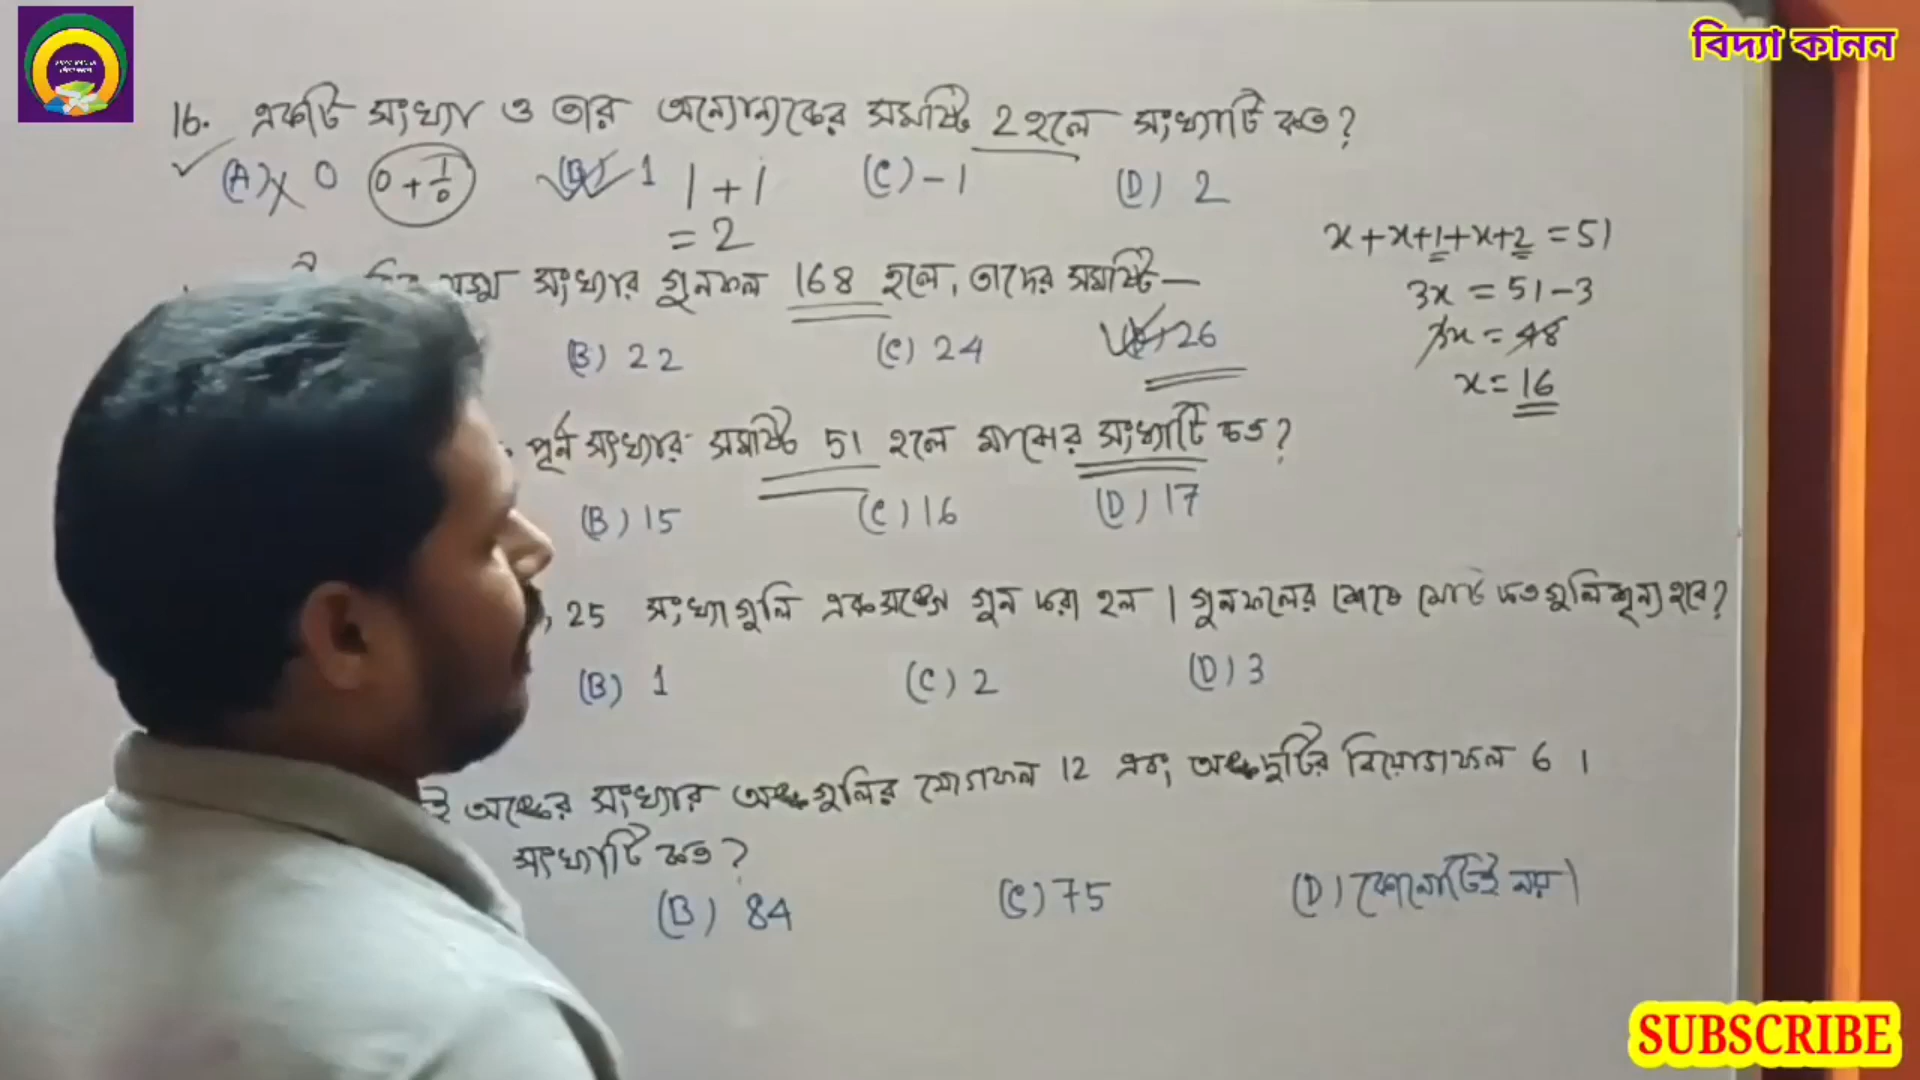 বিদ্যা কানন
16. একটি সংখ্যা ও তার অন্যোন্যকের সমষ্টি 2 হলে সংখ্যাটি কত?
(A) 0 0 + 1/0 (B) 1 1 + 1 (C) -1 (D) 2
= 2
x+x+1+x+2 = 51
3x = 51-3
3x = 48
x = 16
সংখ্যার গুনফল 168 হলে, তাদের সমষ্টি—
(B) 22 (C) 24 26
পূর্ন সংখ্যার সমষ্টি 51 হলে মাঝের সংখ্যাটি কত?
(B) 15 (C) 16 (D) 17
, 25 সংখ্যাগুলি একসঙ্গে গুন করা হল। গুনফলের শেষে মোট কতগুলি শূন্য হবে?
(B) 1 (C) 2 (D) 3
ই অঙ্কের সংখ্যার অঙ্কগুলির যোগফল 12 এবং অঙ্কদুটির বিয়োগফল 6।
সংখ্যাটি কত?
(B) 84 (C) 75 (D) কোনোটিই নয়।
SUBSCRIBE